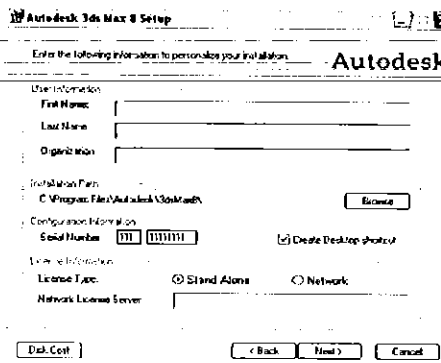 Autodesk 3ds Max 8 Setup
Enter the following information to personalize your installation.
Autodesk
User Information
First Name:
Last Name
Organization
Installation Path
C:\Program Files\Autodesk\3dsMax8\
Browse
Configuration Information
Serial Number
Create Desktop shortcut
License Information
License Type:
Stand Alone
Network
Network License Server
Disk Cost
< Back
Next >
Cancel